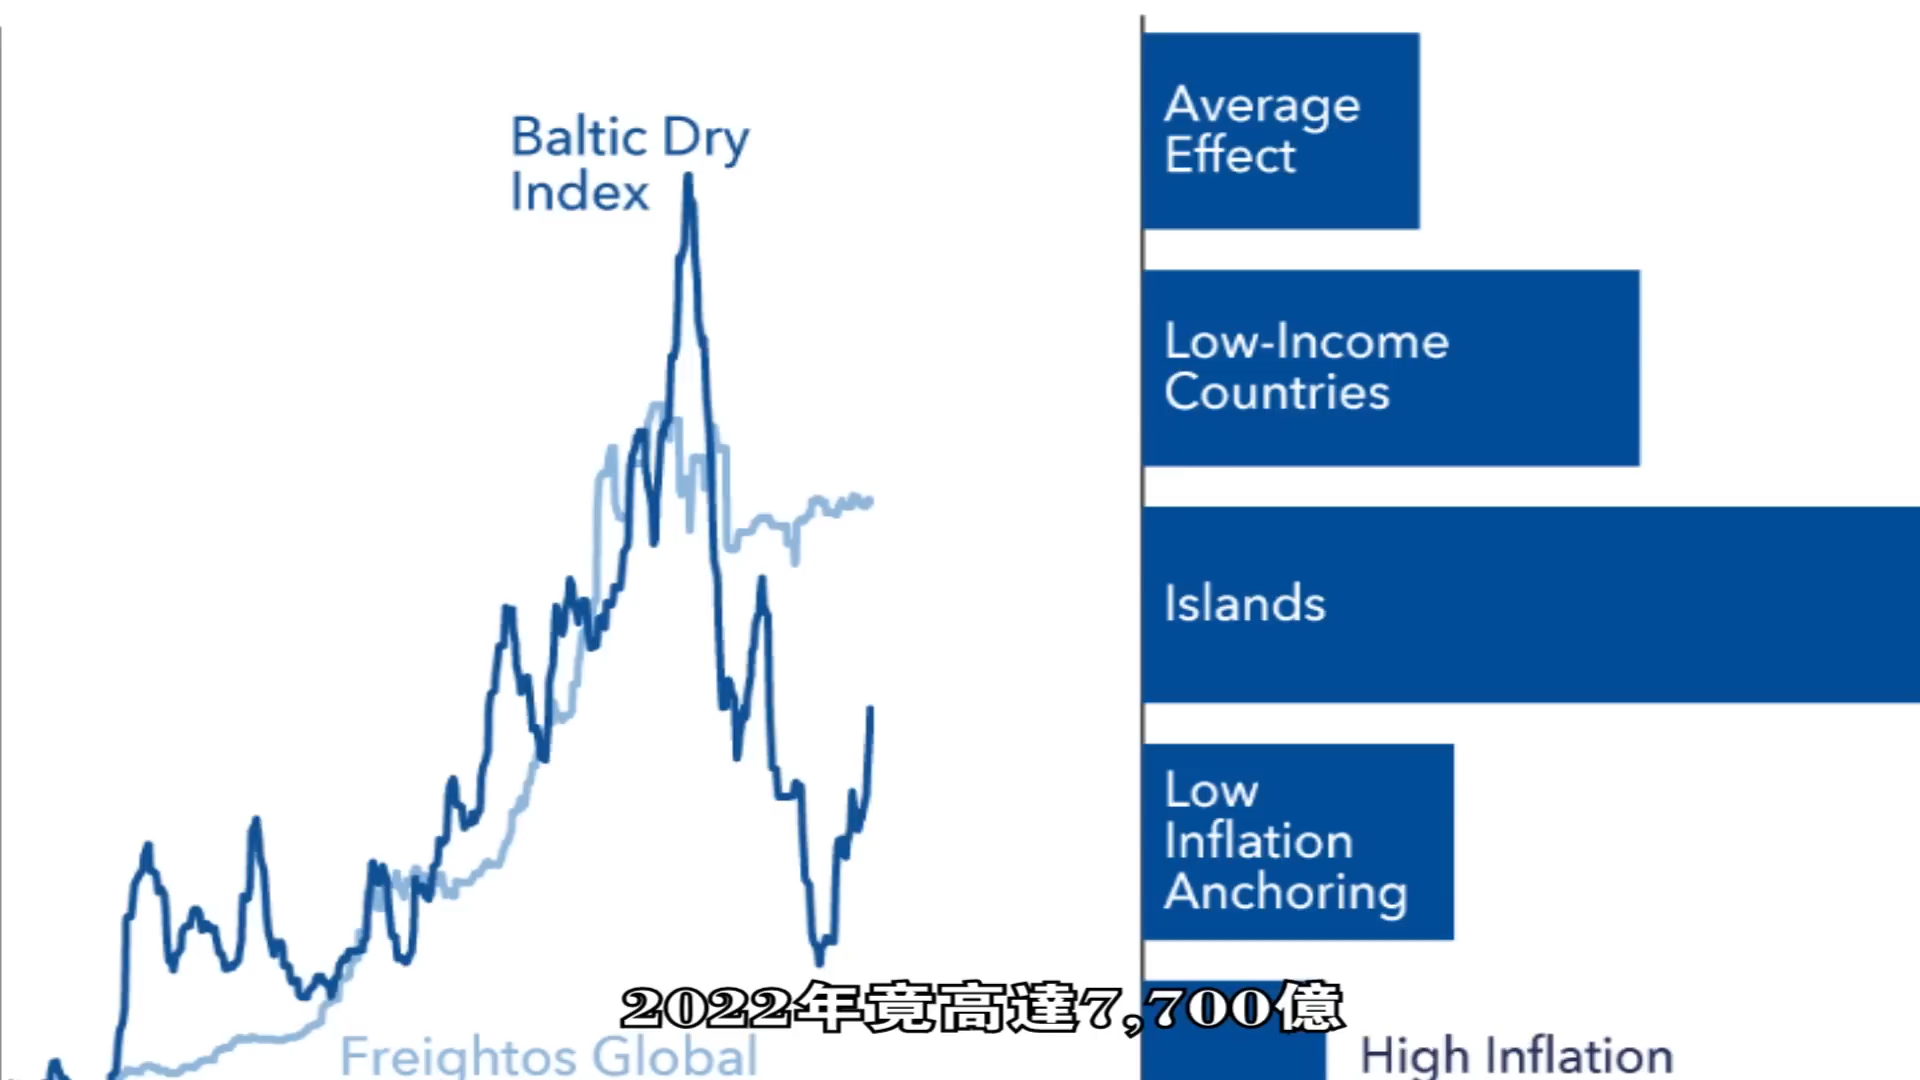 Baltic Dry
Index
Freightos Global
Average
Effect
Low-Income
Countries
Islands
Low
Inflation
Anchoring
High Inflation
2022年竟高達7,700億